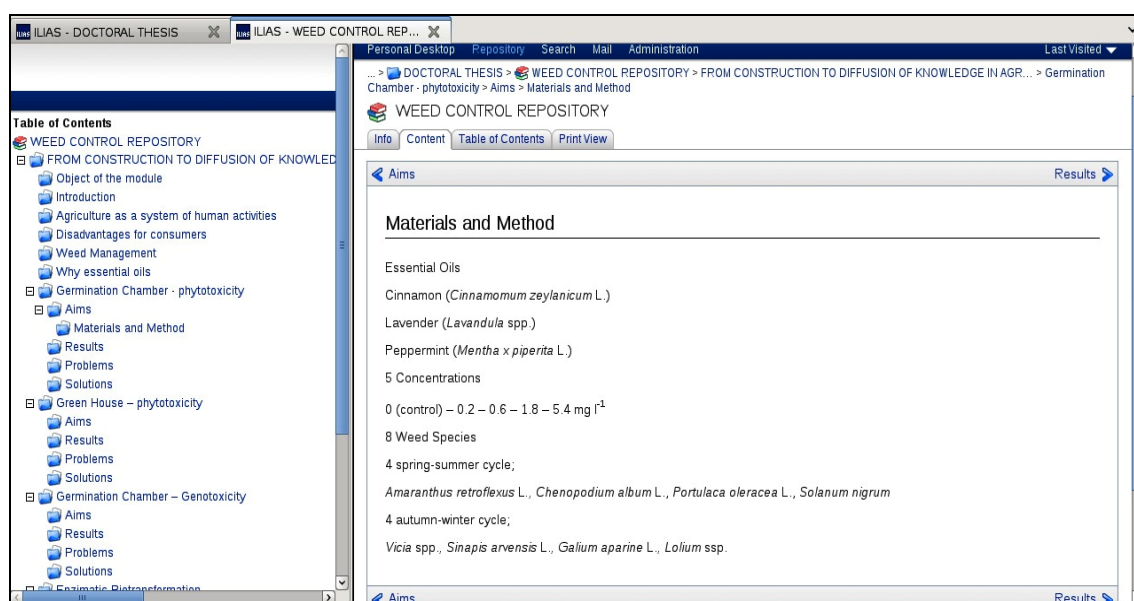 ILIAS - DOCTORAL THESIS
ILIAS - WEED CONTROL REP...
Table of Contents
WEED CONTROL REPOSITORY
FROM CONSTRUCTION TO DIFFUSION OF KNOWLED
Object of the module
Introduction
Agriculture as a system of human activities
Disadvantages for consumers
Weed Management
Why essential oils
Germination Chamber - phytotoxicity
Aims
Materials and Method
Results
Problems
Solutions
Green House – phytotoxicity
Aims
Results
Problems
Solutions
Germination Chamber – Genotoxicity
Aims
Results
Problems
Solutions
Enzimatic Biotransformation
Personal Desktop Repository Search Mail Administration Last Visited
... > DOCTORAL THESIS > WEED CONTROL REPOSITORY > FROM CONSTRUCTION TO DIFFUSION OF KNOWLEDGE IN AGR... > Germination
Chamber - phytotoxicity > Aims > Materials and Method
WEED CONTROL REPOSITORY
Info Content Table of Contents Print View
Aims Results
Materials and Method
Essential Oils
Cinnamon (Cinnamomum zeylanicum L.)
Lavender (Lavandula spp.)
Peppermint (Mentha x piperita L.)
5 Concentrations
0 (control) – 0.2 – 0.6 – 1.8 – 5.4 mg l⁻¹
8 Weed Species
4 spring-summer cycle;
Amaranthus retroflexus L., Chenopodium album L., Portulaca oleracea L., Solanum nigrum
4 autumn-winter cycle;
Vicia spp., Sinapis arvensis L., Galium aparine L., Lolium ssp.
Aims Results